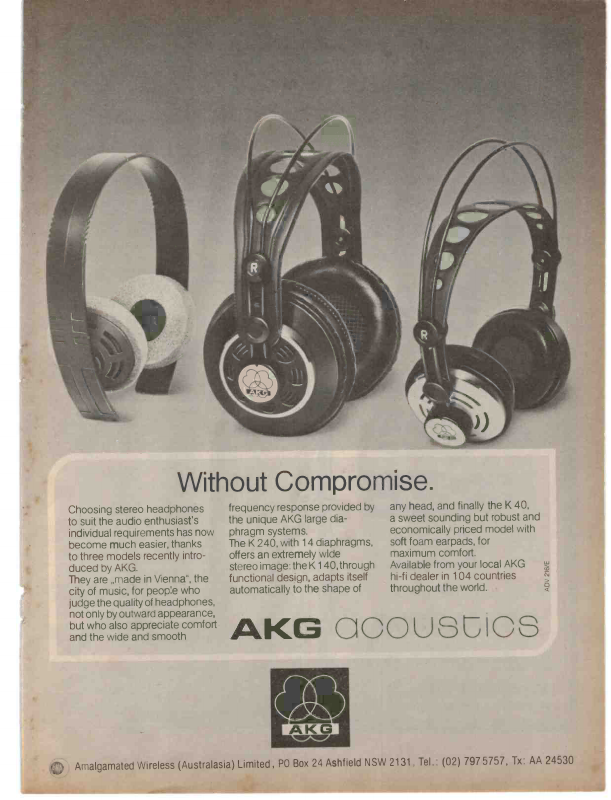 R
AKG
R
AKG
Without Compromise.
Choosing stereo headphones
to suit the audio enthusiast's
individual requirements has now
become much easier, thanks
to three models recently intro-
duced by AKG.
They are „made in Vienna", the
city of music, for people who
judge the quality of headphones,
not only by outward appearance,
but who also appreciate comfort
and the wide and smooth
frequency response provided by
the unique AKG large dia-
phragm systems.
The K 240, with 14 diaphragms,
offers an extremely wide
stereo image: the K 140, through
functional design, adapts itself
automatically to the shape of
any head, and finally the K 40,
a sweet sounding but robust and
economically priced model with
soft foam earpads, for
maximum comfort.
Available from your local AKG
hi-fi dealer in 104 countries
throughout the world.
ADV 216/E
AKG acoustics
AKG
Amalgamated Wireless (Australasia) Limited, PO Box 24 Ashfield NSW 2131. Tel.: (02) 797 5757, Tx: AA 24530